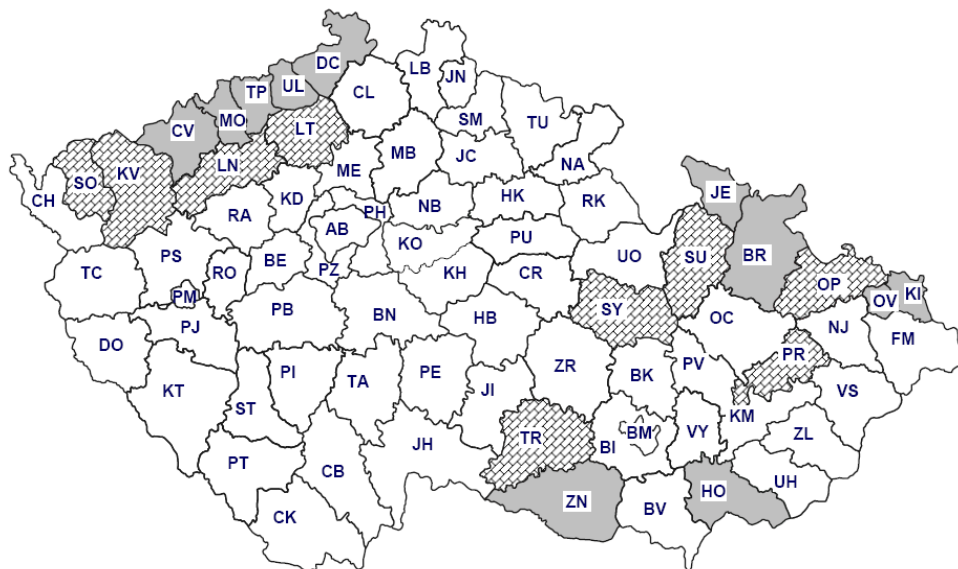 DC
LB
JN
UL
TP
CL
MO
SM
TU
CV
LT
MB
JC
NA
ME
LN
KV
SO
CH
KD
PH
NB
HK
RK
JE
RA
AB
KO
PU
UO
SU
BR
TC
PS
RO
BE
PZ
KH
CR
OP
OV
KI
PM
PB
BN
HB
SY
OC
NJ
FM
DO
PJ
KT
PI
TA
PE
JI
ZR
BK
PV
PR
VS
ST
KM
TR
BI
BM
VY
ZL
PT
CB
JH
UH
ZN
HO
BV
CK